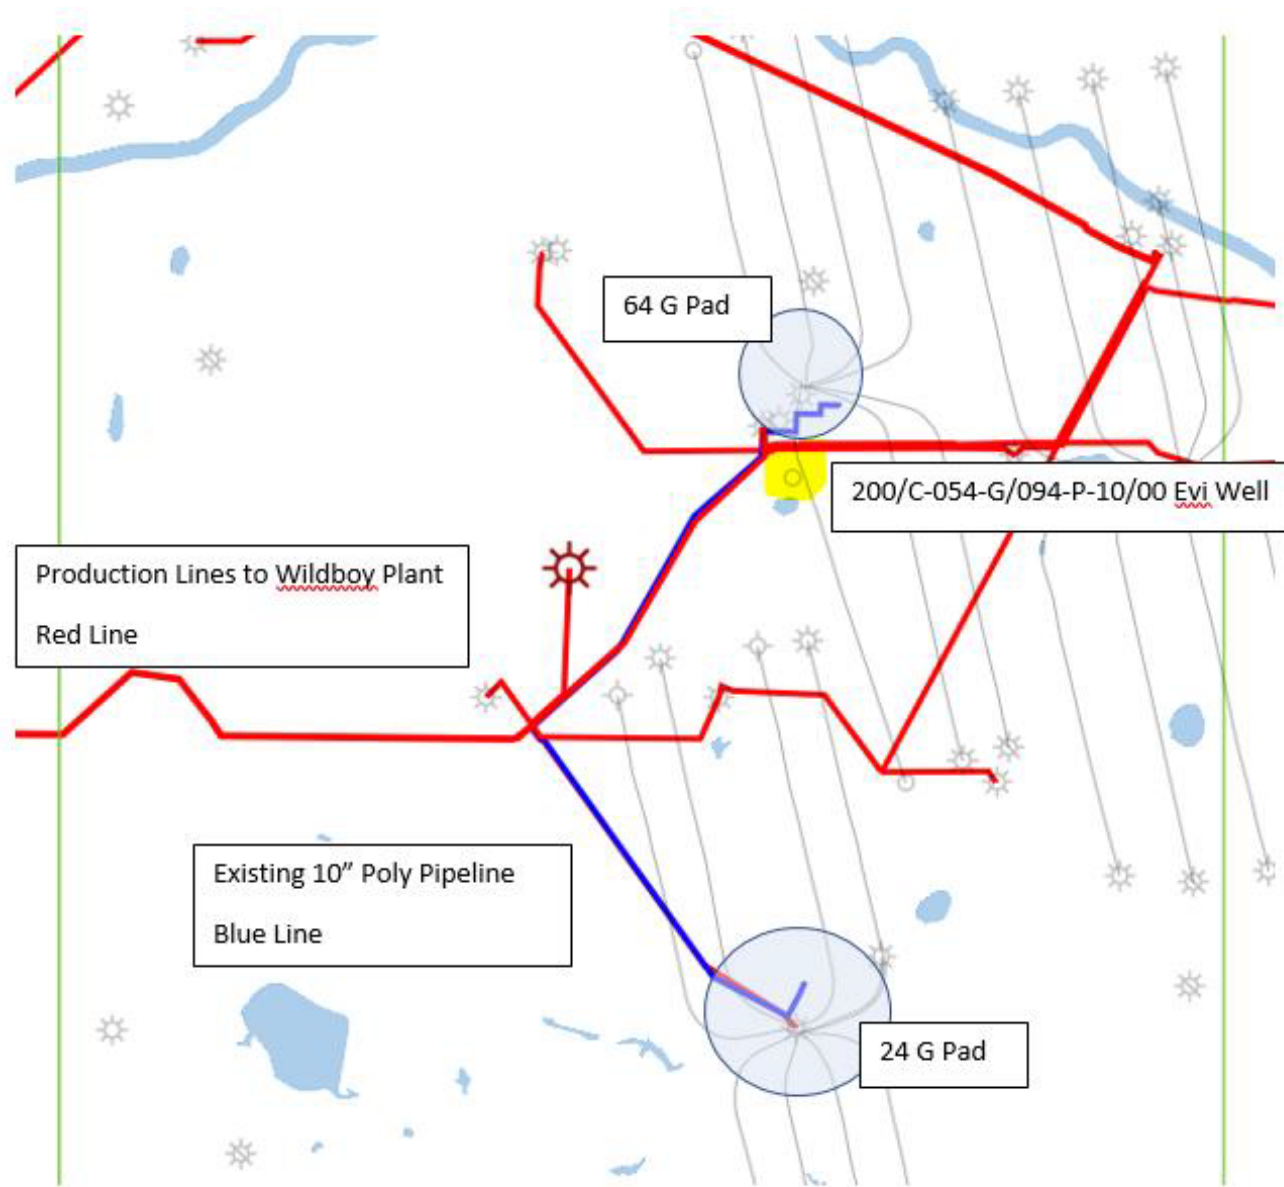 64 G Pad
200/C-054-G/094-P-10/00 Evi Well
Production Lines to Wildboy Plant
Red Line
Existing 10” Poly Pipeline
Blue Line
24 G Pad